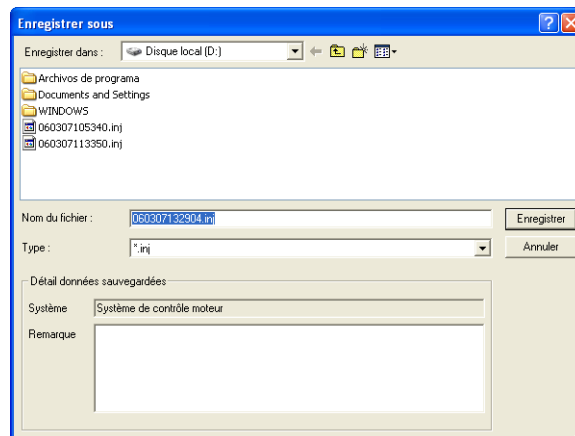 Enregistrer sous
Enregistrer dans : Disque local (D:)
Archivos de programa
Documents and Settings
WINDOWS
060307105340.inj
060307113350.inj
Nom du fichier : 060307132904.inj Enregistrer
Type : *.inj Annuler
Détail données sauvegardées
Système Système de contrôle moteur
Remarque